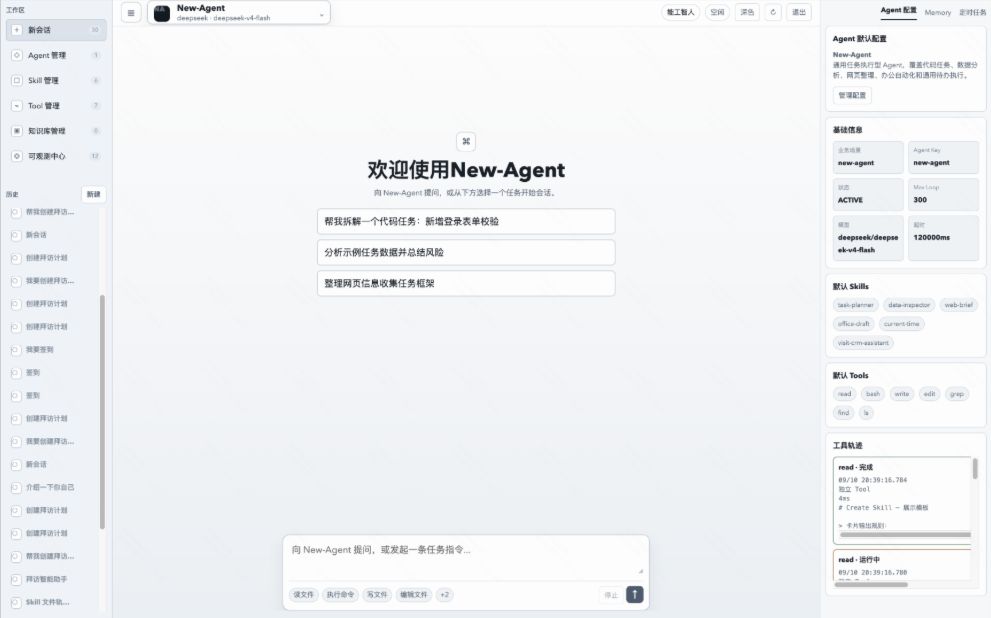 工作区
新会话 30
Agent 管理 1
Skill 管理 6
Tool 管理 7
知识库管理 6
可观测中心 12
历史 新建
帮我创建拜访...
新会话
创建拜访计划
我要创建拜访...
创建拜访计划
创建拜访计划
我要签到
签到
签到
创建拜访计划
我要创建拜访...
新会话
介绍一下你自己
创建拜访计划
创建拜访计划
帮我创建拜访...
拜访智能助手
Skill 文件轨...
New-Agent
deepseek · deepseek-v4-flash
能工智人 空闲 深色 退出
欢迎使用New-Agent
向 New-Agent 提问，或从下方选择一个任务开始会话。
帮我拆解一个代码任务：新增登录表单校验
分析示例任务数据并总结风险
整理网页信息收集任务框架
向 New-Agent 提问，或发起一条任务指令...
读文件 执行命令 写文件 编辑文件 +2
停止
Agent 配置 Memory 定时任务
Agent 默认配置
New-Agent
通用任务执行型 Agent，覆盖代码任务、数据分
析、网页整理、办公自动化和通用待办执行。
管理配置
基础信息
业务场景
new-agent
Agent Key
new-agent
状态
ACTIVE
Max Loop
300
模型
deepseek/deepse
ek-v4-flash
超时
120000ms
默认 Skills
task-planner data-inspector web-brief
office-draft current-time
visit-crm-assistant
默认 Tools
read bash write edit grep
find ls
工具轨迹
read · 完成
09/10 20:39:16.784
独立 Tool
4ms
# Create Skill — 展示模板
> 卡片输出规则：
read · 运行中
09/10 20:39:16.780